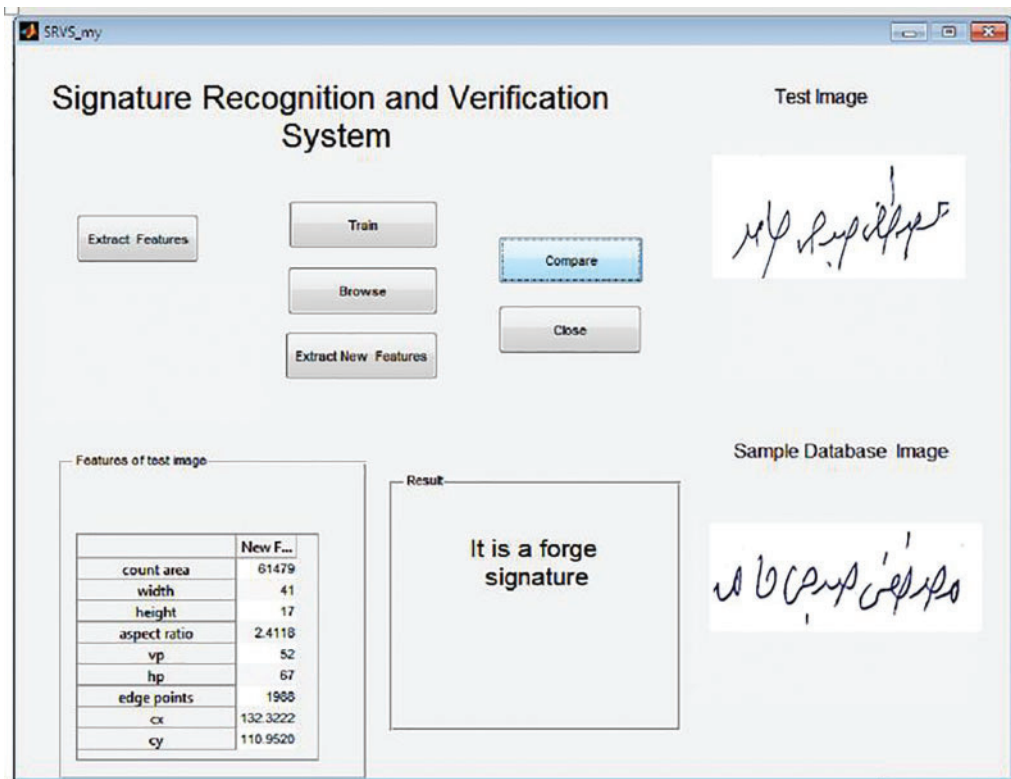 SRVS_my
Signature Recognition and Verification
System
Test Image
Extract Features
Train
Compare
Browse
Close
Extract New Features
Sample Database Image
Features of test image
New F...
count area 61479
width 41
height 17
aspect ratio 2.4118
vp 52
hp 67
edge points 1988
cx 132.3222
cy 110.9520
Result
It is a forge
signature